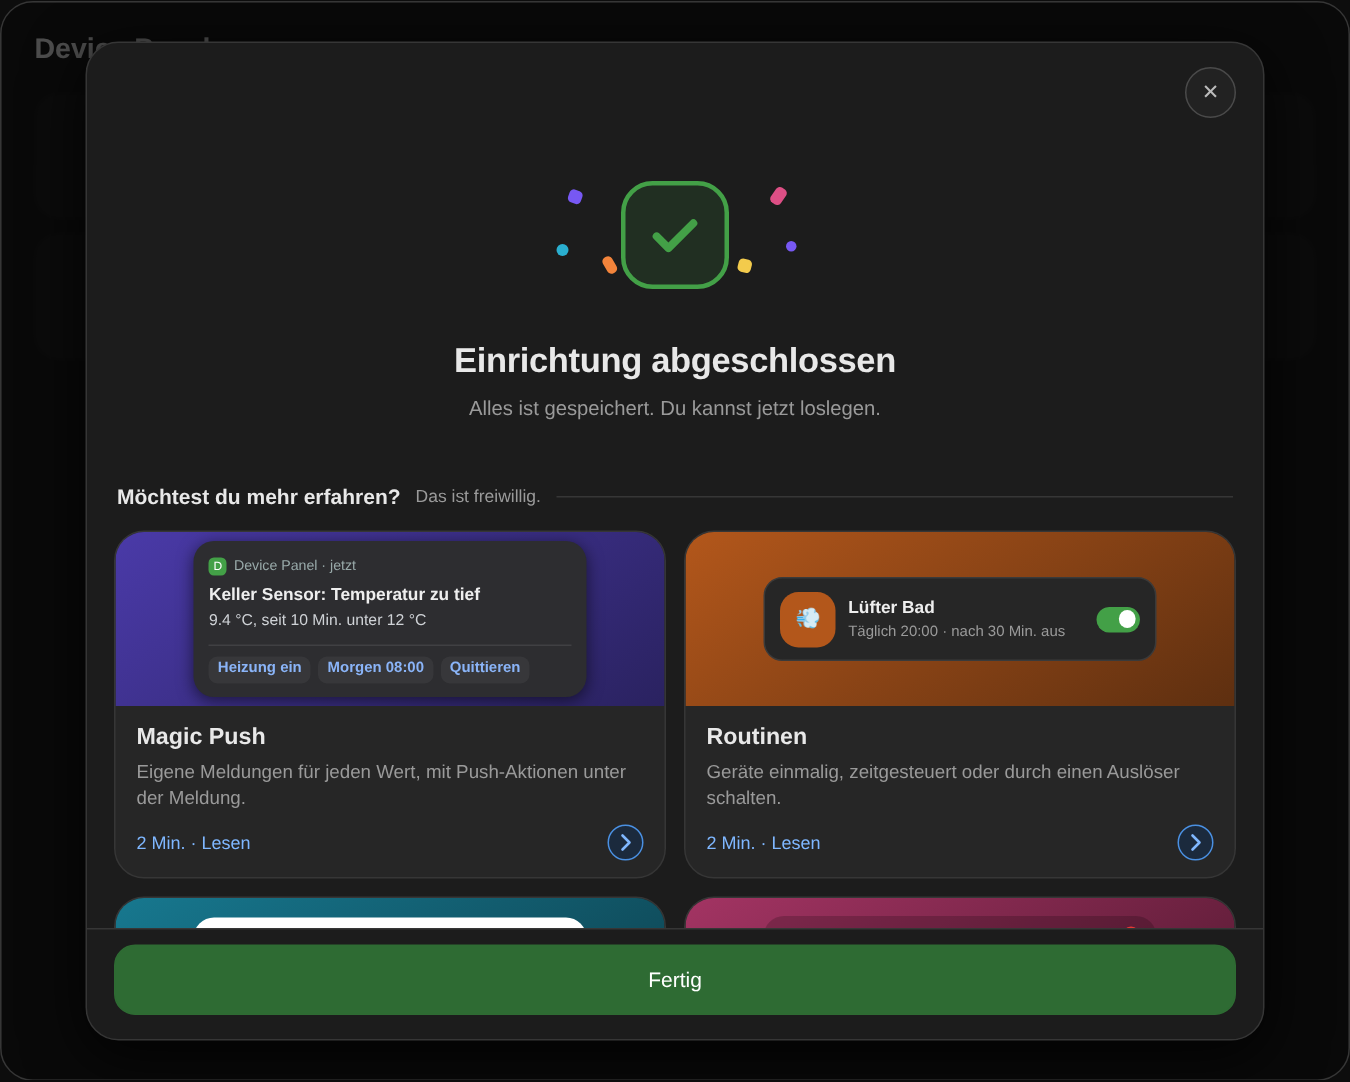 Einrichtung abgeschlossen
Alles ist gespeichert. Du kannst jetzt loslegen.
Möchtest du mehr erfahren? Das ist freiwillig.
D Device Panel · jetzt
Keller Sensor: Temperatur zu tief
9.4 °C, seit 10 Min. unter 12 °C
Heizung ein Morgen 08:00 Quittieren
Magic Push
Eigene Meldungen für jeden Wert, mit Push-Aktionen unter
der Meldung.
2 Min. · Lesen
Lüfter Bad
Täglich 20:00 · nach 30 Min. aus
Routinen
Geräte einmalig, zeitgesteuert oder durch einen Auslöser
schalten.
2 Min. · Lesen
Fertig